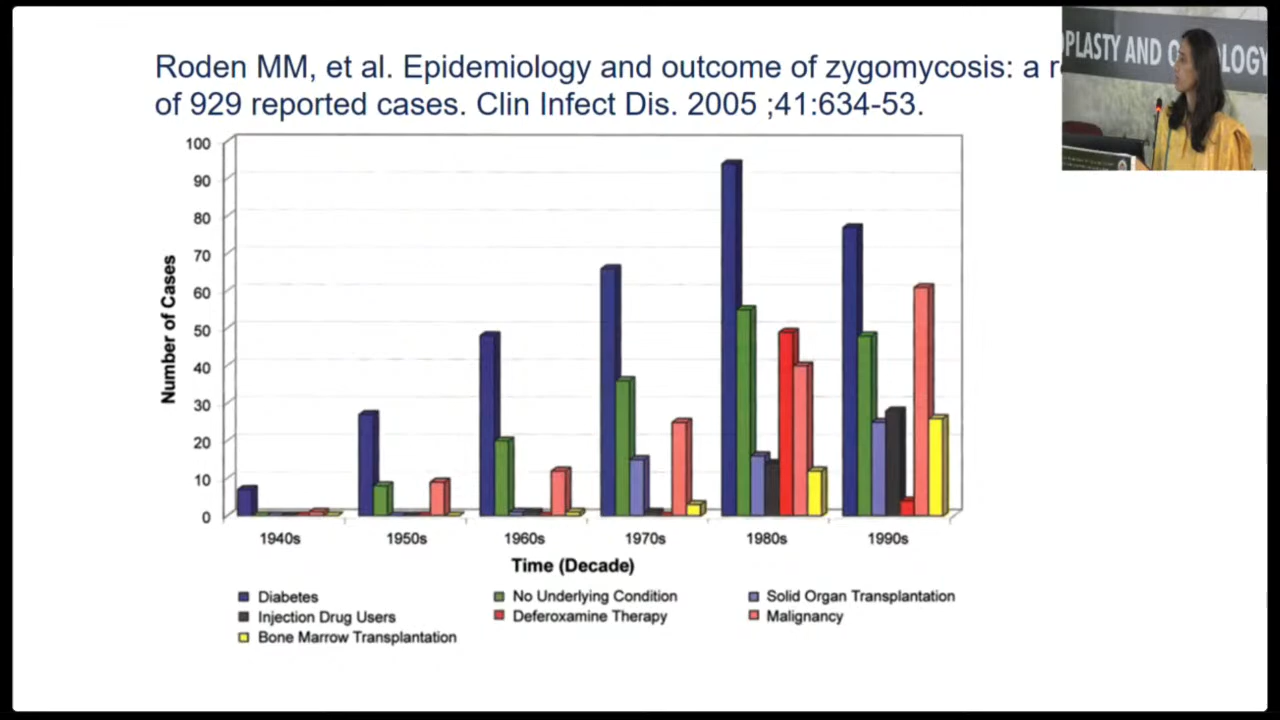 Roden MM, et al. Epidemiology and outcome of zygomycosis: a
of 929 reported cases. Clin Infect Dis. 2005 ;41:634-53.
AND
100
90
80
70
60
50
40
30
20
10
0
Number of Cases
1940s 1950s 1960s 1970s 1980s 1990s
Time (Decade)
Diabetes No Underlying Condition Solid Organ Transplantation
Injection Drug Users Deferoxamine Therapy Malignancy
Bone Marrow Transplantation